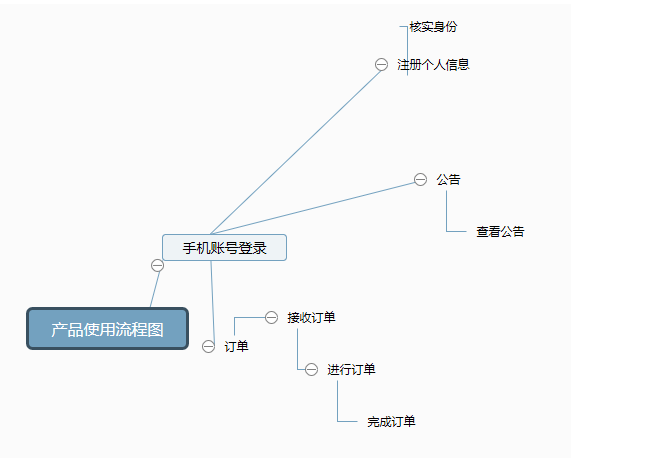 核实身份
注册个人信息
公告
查看公告
手机账号登录
产品使用流程图
接收订单
订单
进行订单
完成订单